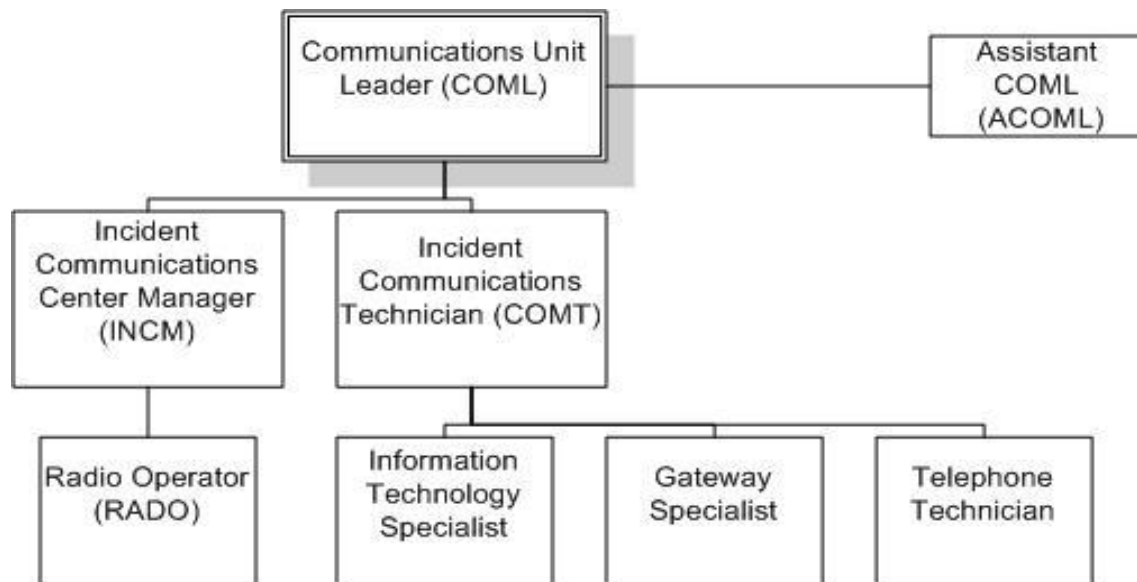 Communications Unit
Leader (COML)
Assistant
COML
(ACOML)
Incident
Communications
Center Manager
(INCM)
Incident
Communications
Technician (COMT)
Radio Operator
(RADO)
Information
Technology
Specialist
Gateway
Specialist
Telephone
Technician